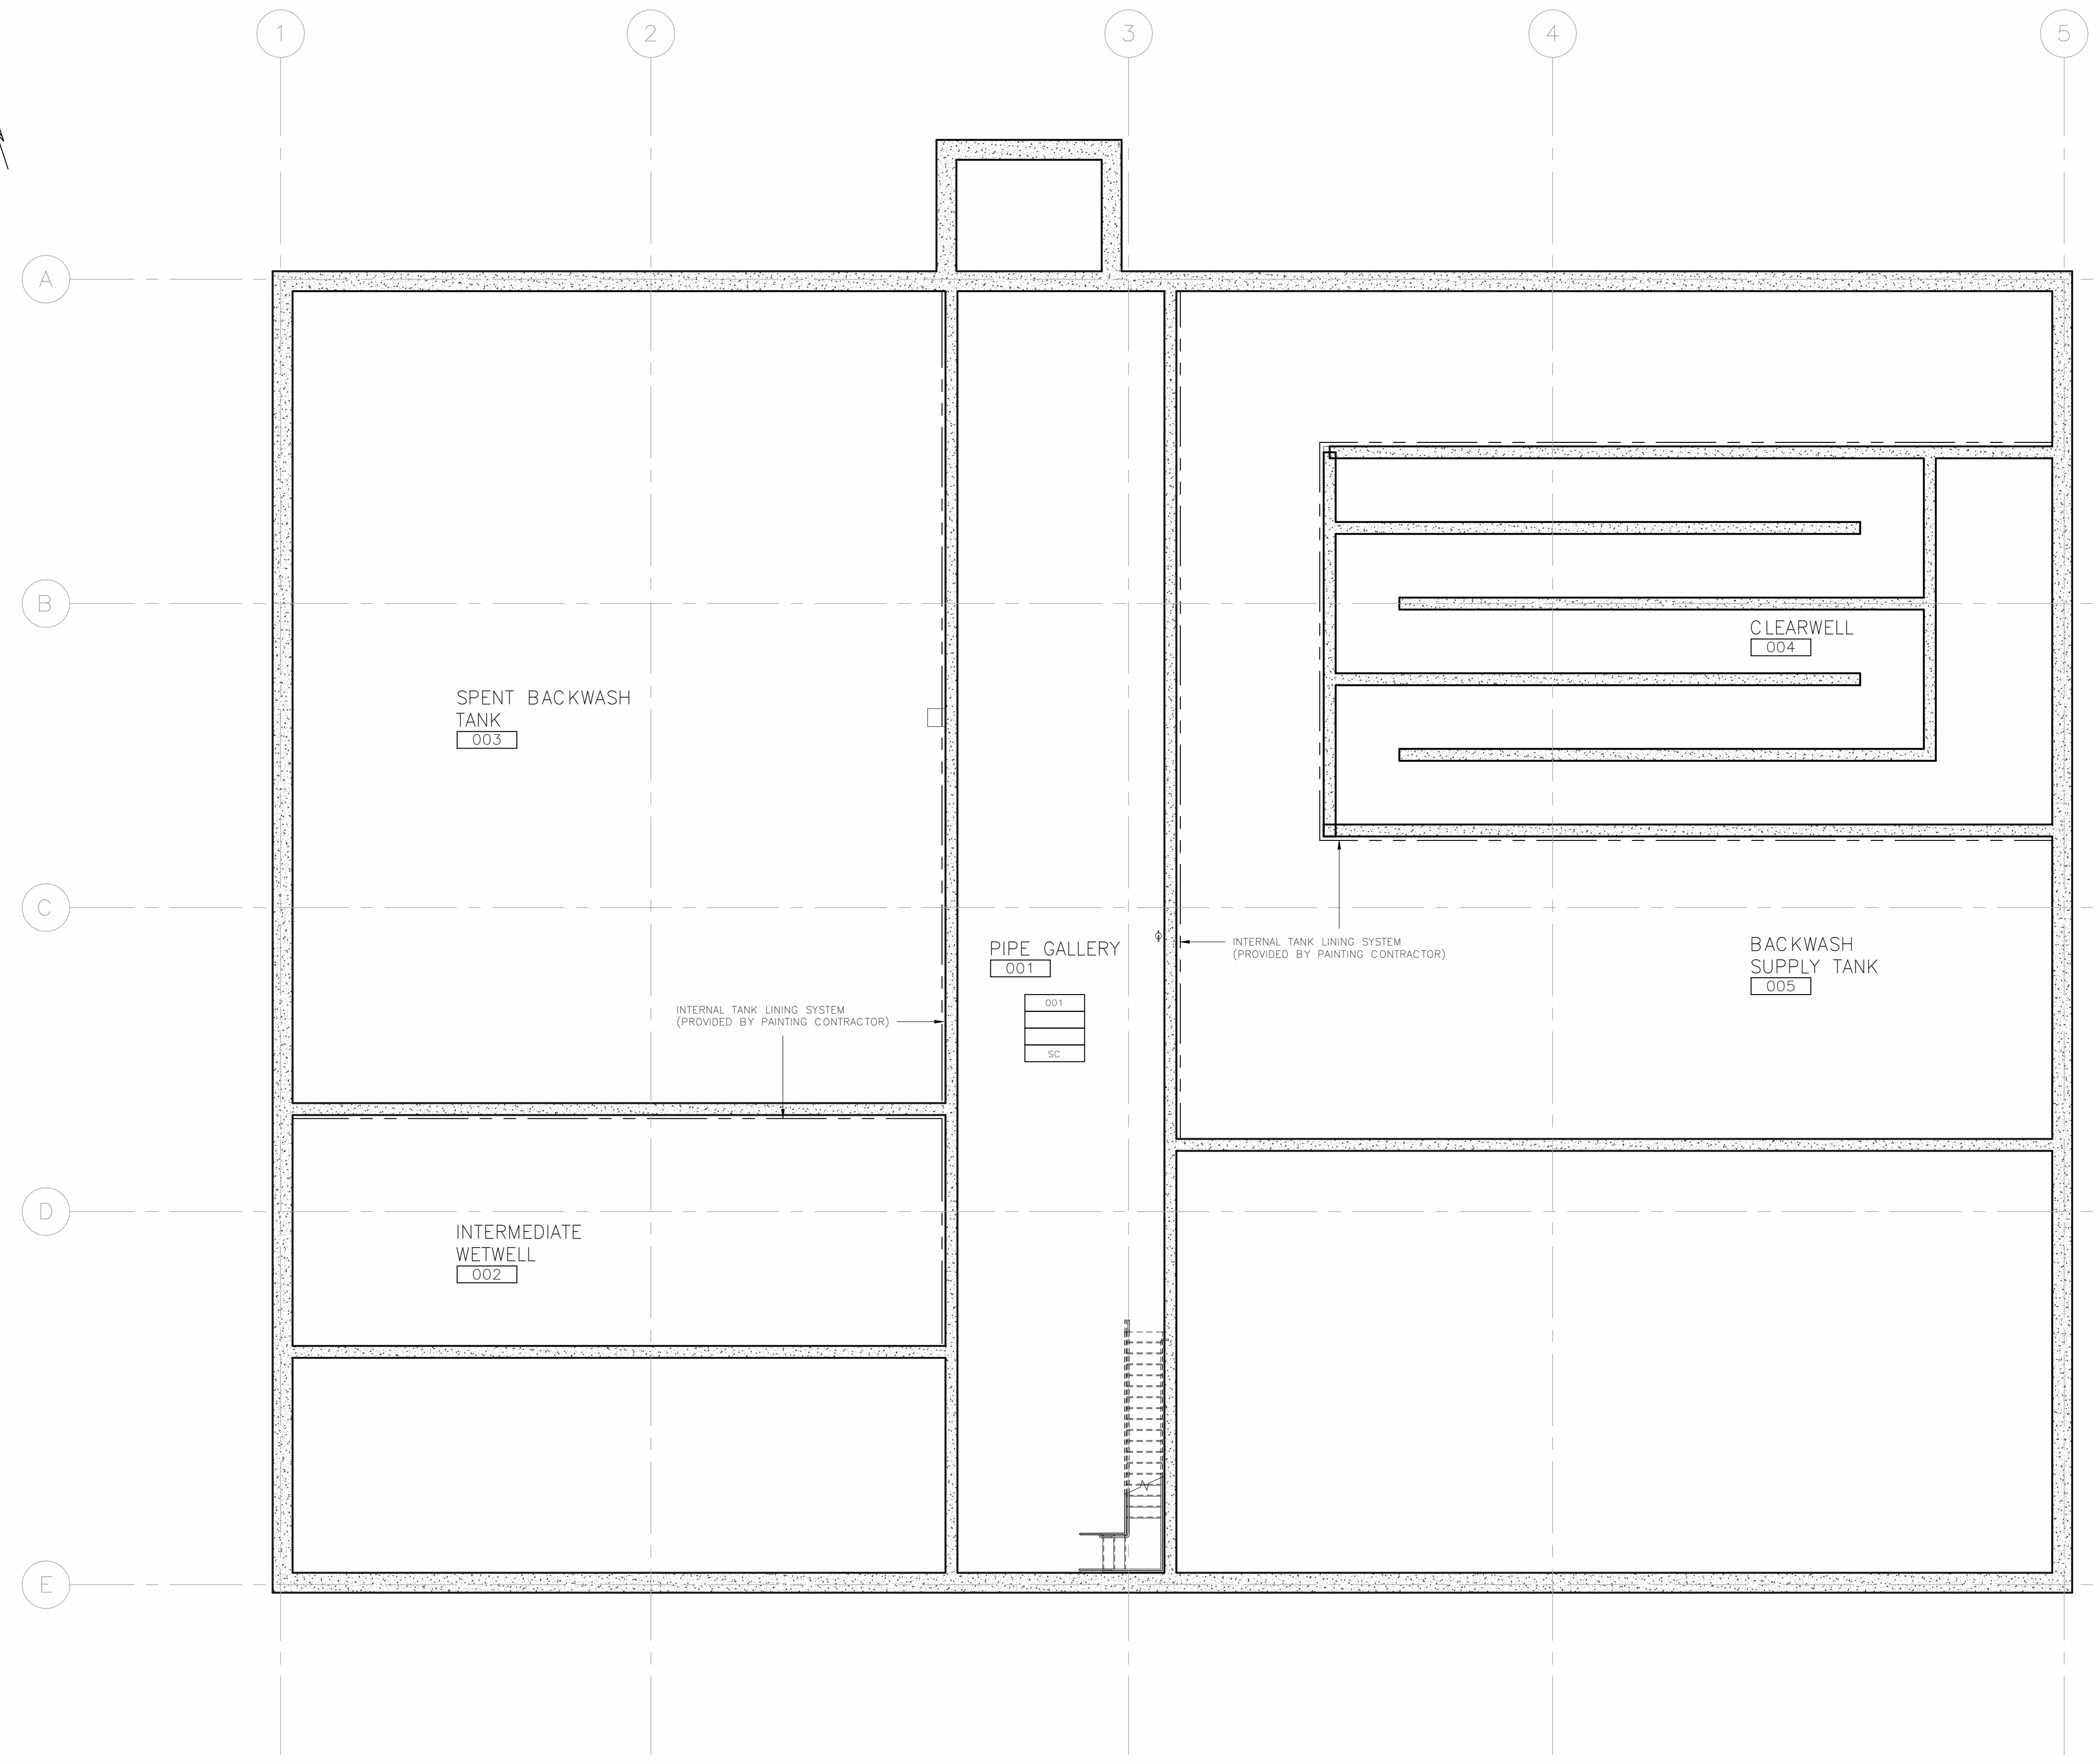 1
2
3
4
5
A
B
CLEARWELL
004
SPENT BACKWASH
TANK
003
C
PIPE GALLERY
001
INTERNAL TANK LINING SYSTEM
(PROVIDED BY PAINTING CONTRACTOR)
BACKWASH
SUPPLY TANK
005
001
SC
INTERNAL TANK LINING SYSTEM
(PROVIDED BY PAINTING CONTRACTOR)
D
INTERMEDIATE
WETWELL
002
E